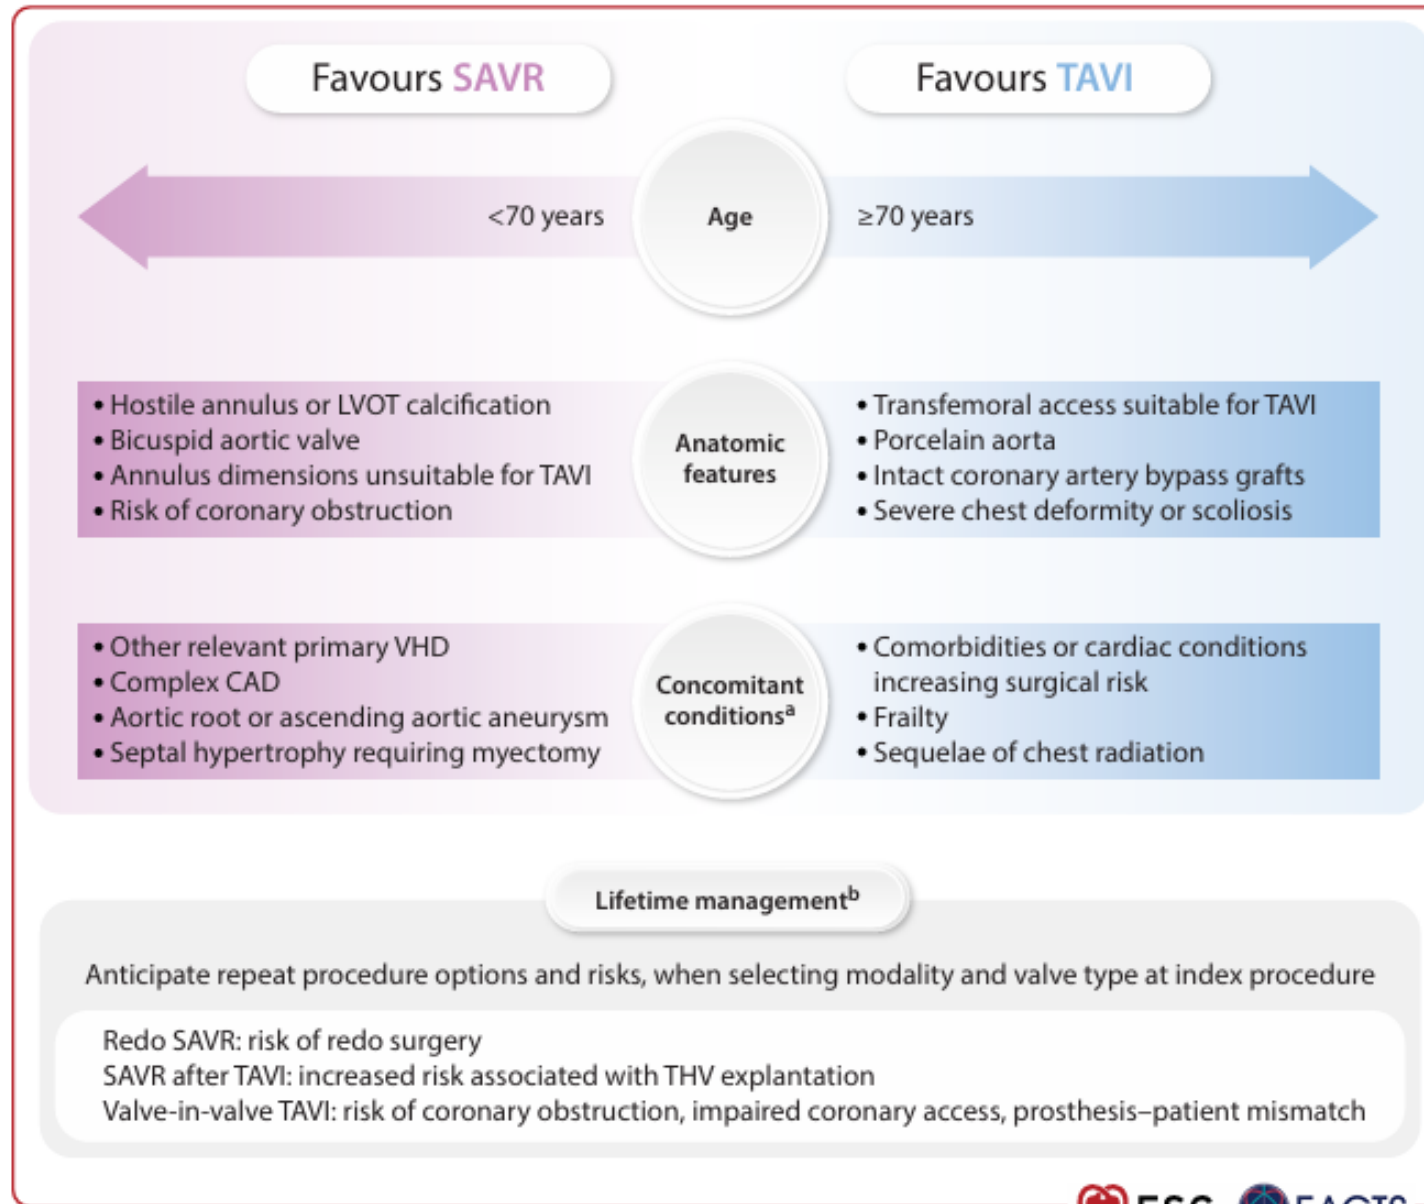 Favours SAVR
Favours TAVI
<70 years
Age
≥70 years
• Hostile annulus or LVOT calcification
• Bicuspid aortic valve
• Annulus dimensions unsuitable for TAVI
• Risk of coronary obstruction
Anatomic
features
• Transfemoral access suitable for TAVI
• Porcelain aorta
• Intact coronary artery bypass grafts
• Severe chest deformity or scoliosis
• Other relevant primary VHD
• Complex CAD
• Aortic root or ascending aortic aneurysm
• Septal hypertrophy requiring myectomy
Concomitant
conditionsᵃ
• Comorbidities or cardiac conditions
increasing surgical risk
• Frailty
• Sequelae of chest radiation
Lifetime managementᵇ
Anticipate repeat procedure options and risks, when selecting modality and valve type at index procedure
Redo SAVR: risk of redo surgery
SAVR after TAVI: increased risk associated with THV explantation
Valve-in-valve TAVI: risk of coronary obstruction, impaired coronary access, prosthesis–patient mismatch
ESC
EACTS